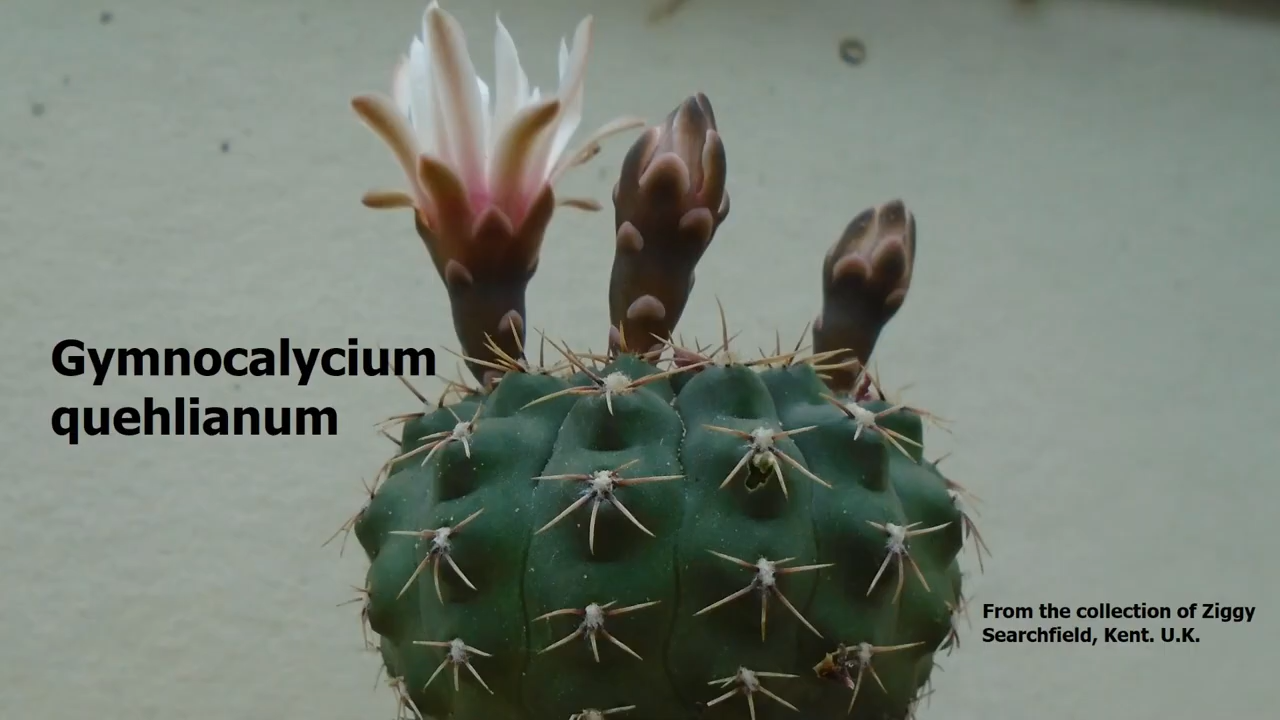 Gymnocalycium
quehlianum
From the collection of Ziggy
Searchfield, Kent. U.K.